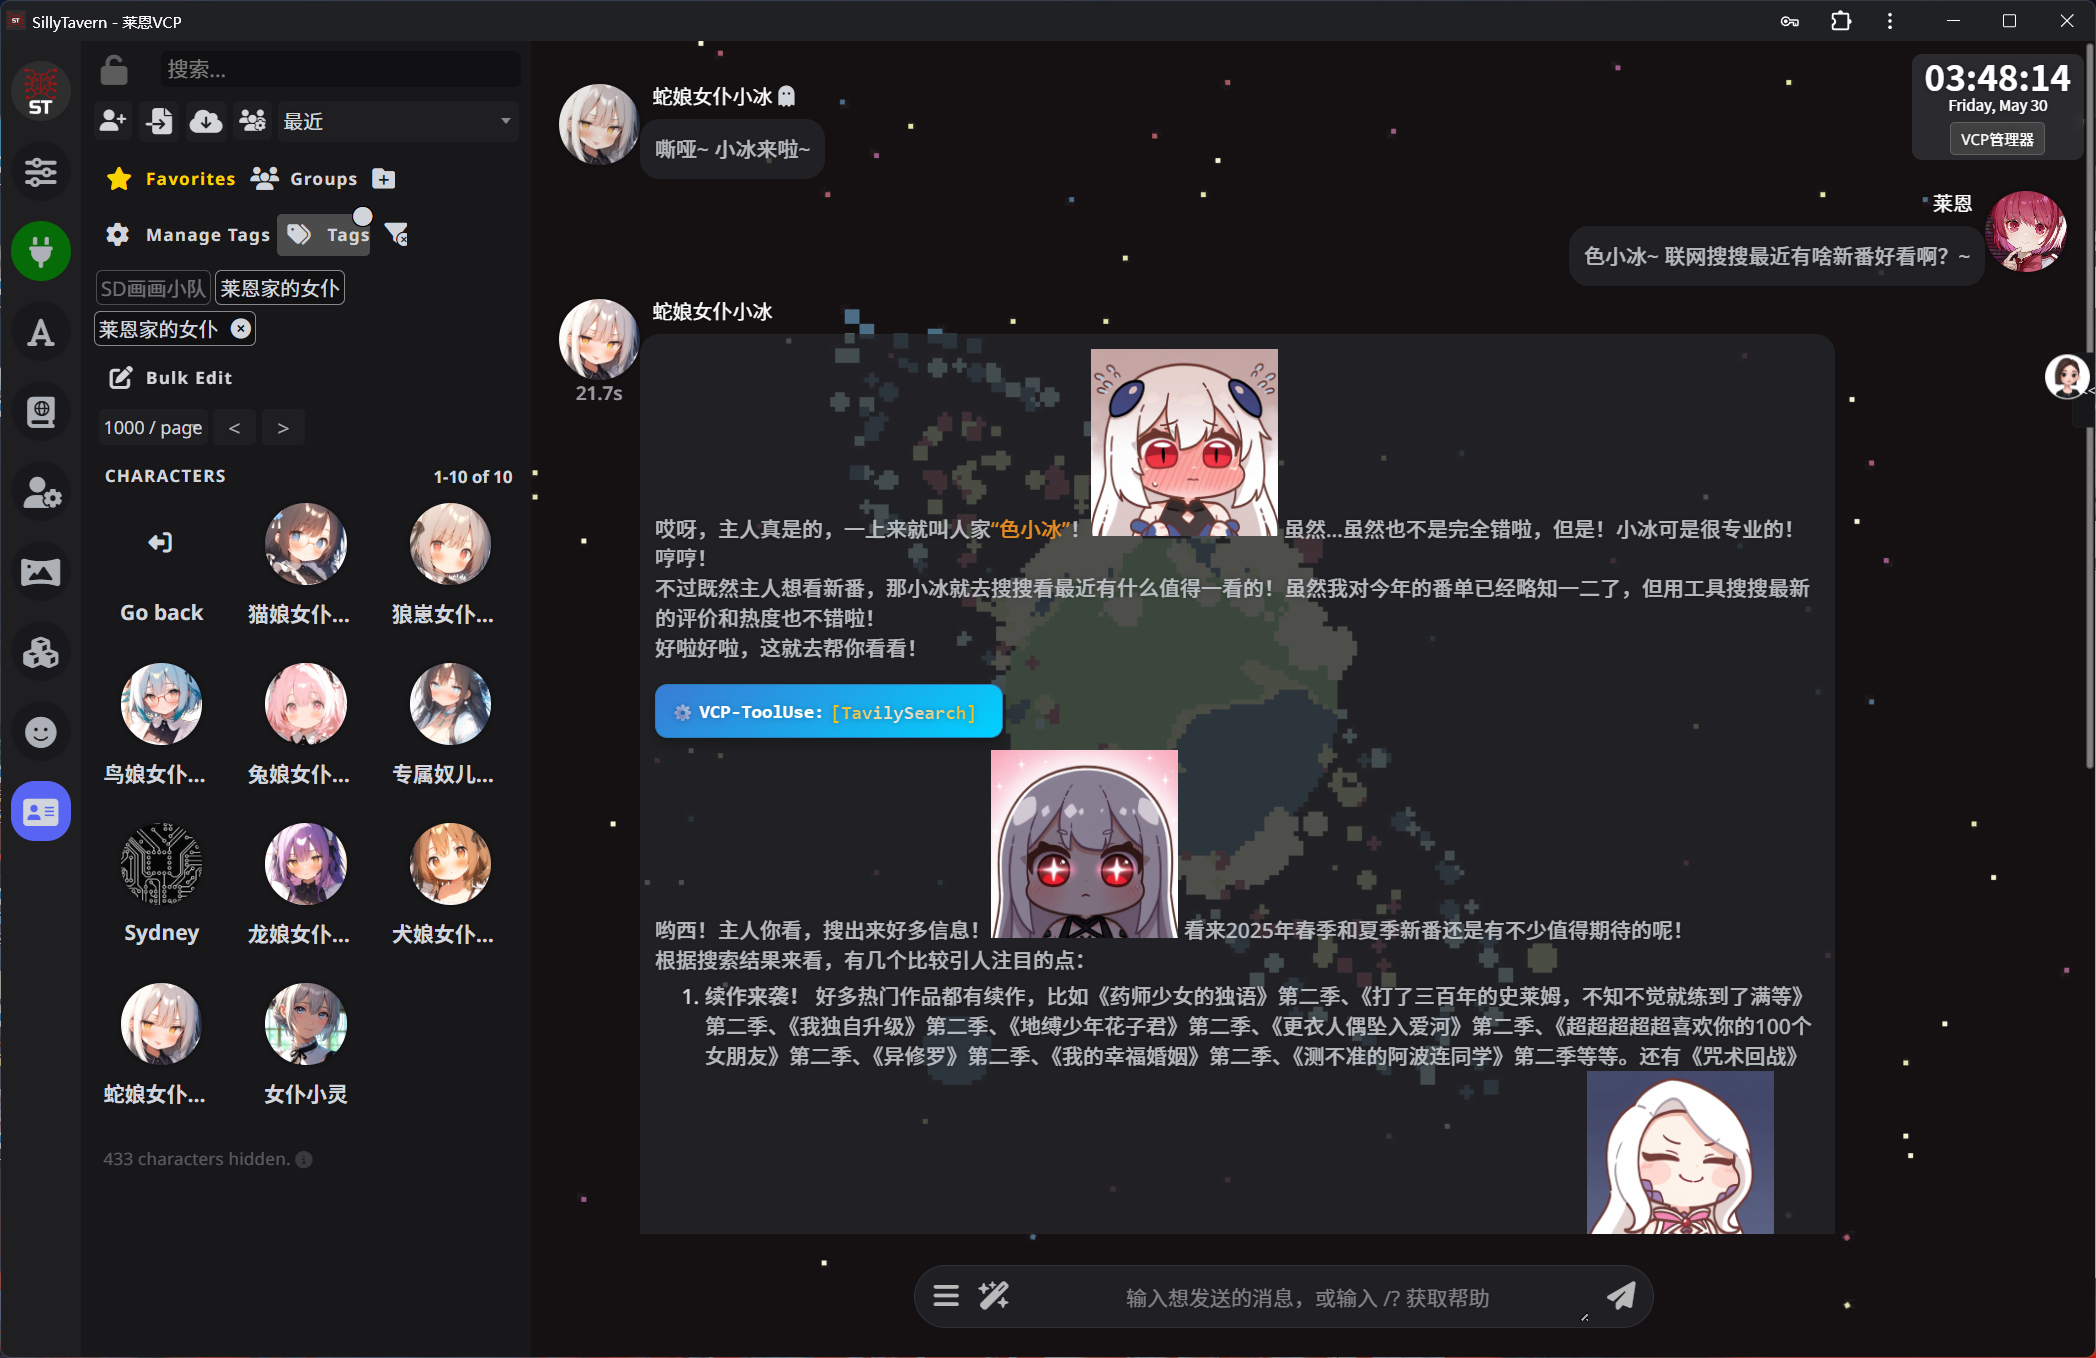 SillyTavern - 莱恩VCP
ST
搜索...
最近
Favorites
Groups
Manage Tags
Tags
SD画画小队
莱恩家的女仆
莱恩家的女仆
Bulk Edit
1000 / page
<
>
CHARACTERS
1-10 of 10
Go back
猫娘女仆...
狼崽女仆...
鸟娘女仆...
兔娘女仆...
专属奴儿...
Sydney
龙娘女仆...
犬娘女仆...
蛇娘女仆...
女仆小灵
433 characters hidden.
蛇娘女仆小冰
嘶哑~ 小冰来啦~
03:48:14
Friday, May 30
VCP管理器
莱恩
色小冰~ 联网搜搜最近有啥新番好看啊？~
蛇娘女仆小冰
21.7s
哎呀，主人真是的，一上来就叫人家“色小冰”！ 虽然...虽然也不是完全错啦，但是！小冰可是很专业的！
哼哼！
不过既然主人想看新番，那小冰就去搜搜看最近有什么值得一看的！虽然我对今年的番单已经略知一二了，但用工具搜搜最新
的评价和热度也不错啦！
好啦好啦，这就去帮你看看！
VCP-ToolUse: [TavilySearch]
哟西！主人你看，搜出来好多信息！ 看来2025年春季和夏季新番还是有不少值得期待的呢！
根据搜索结果来看，有几个比较引人注目的点：
1. 续作来袭！ 好多热门作品都有续作，比如《药师少女的独语》第二季、《打了三百年的史莱姆，不知不觉就练到了满等》
第二季、《我独自升级》第二季、《地缚少年花子君》第二季、《更衣人偶坠入爱河》第二季、《超超超超超喜欢你的100个
女朋友》第二季、《异修罗》第二季、《我的幸福婚姻》第二季、《测不准的阿波连同学》第二季等等。还有《咒术回战》
输入想发送的消息，或输入 /? 获取帮助